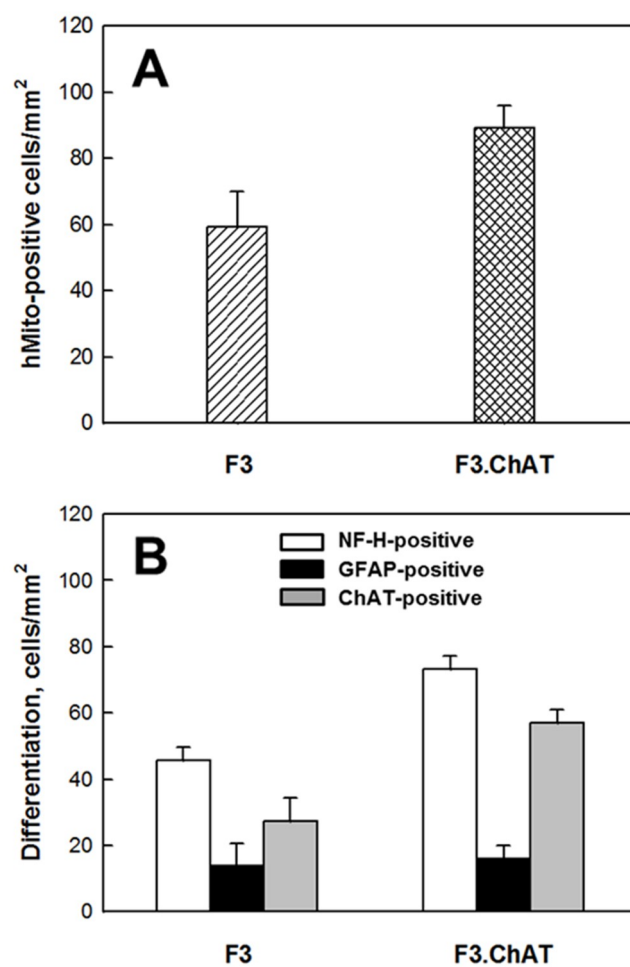 A
hMito-positive cells/mm²
120
100
80
60
40
20
0
F3 F3.ChAT
B
Differentiation, cells/mm²
120
100
80
60
40
20
0
NF-H-positive
GFAP-positive
ChAT-positive
F3 F3.ChAT